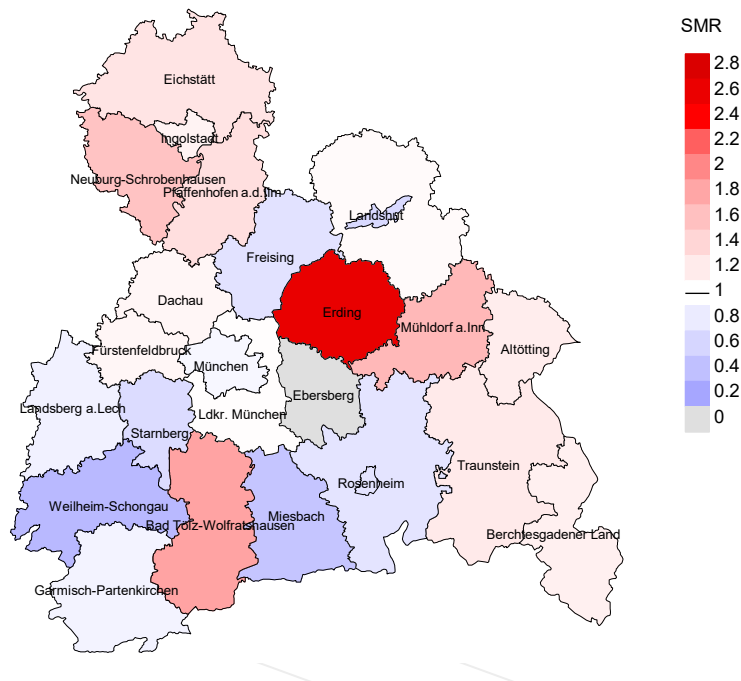 SMR
2.8
2.6
2.4
2.2
2
1.8
1.6
1.4
1.2
1
0.8
0.6
0.4
0.2
0
Eichstätt
Ingolstadt
Neuburg-Schrobenhausen
Pfaffenhofen a.d.Ilm
Landshut
Freising
Dachau
Erding
Mühldorf a.Inn
Altötting
Fürstenfeldbruck
München
Ebersberg
Landsberg a.Lech
Ldkr. München
Starnberg
Traunstein
Rosenheim
Weilheim-Schongau
Miesbach
Bad Tölz-Wolfratshausen
Berchtesgadener Land
Garmisch-Partenkirchen